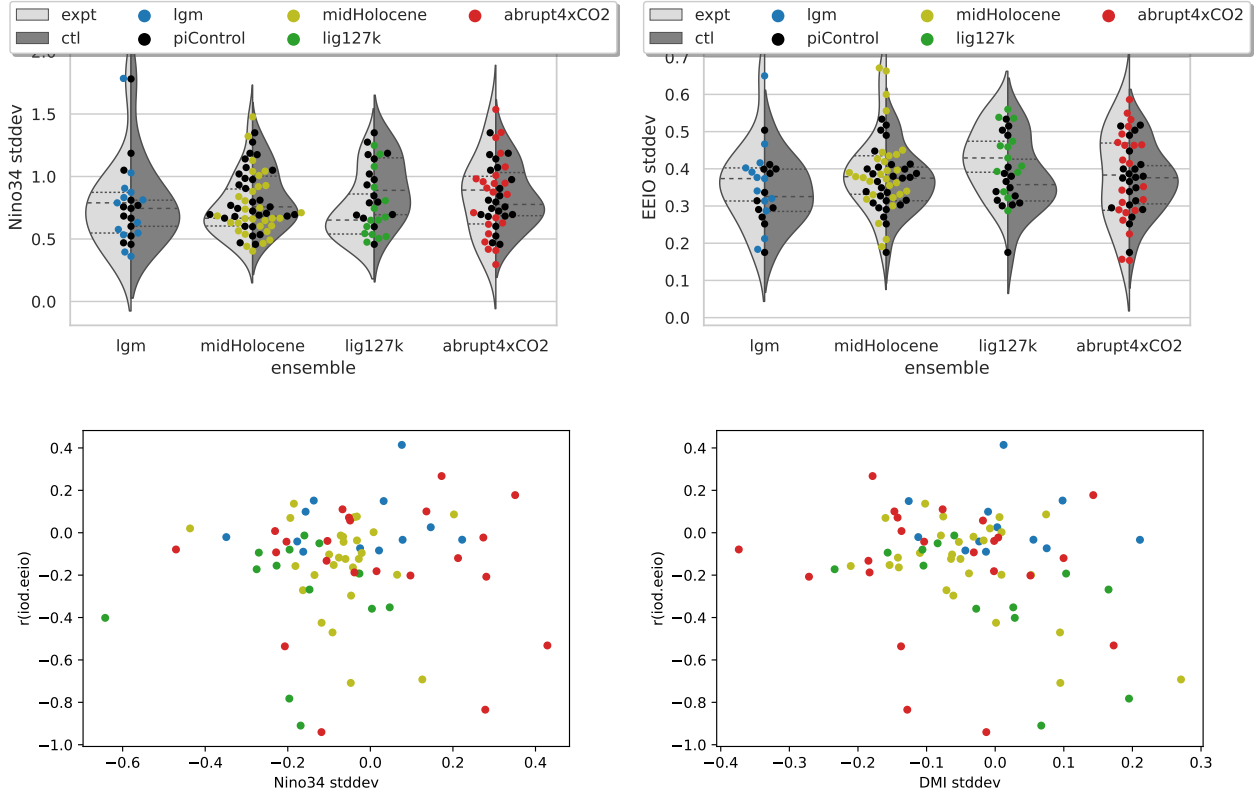 expt lgm midHolocene abrupt4xCO2
ctl piControl lig127k
2.0
1.5
1.0
0.5
0.0
Nino34 stddev
lgm midHolocene lig127k abrupt4xCO2
ensemble
expt lgm midHolocene abrupt4xCO2
ctl piControl lig127k
0.7
0.6
0.5
0.4
0.3
0.2
0.1
0.0
EEIO stddev
lgm midHolocene lig127k abrupt4xCO2
ensemble
0.4
0.2
0.0
−0.2
−0.4
−0.6
−0.8
−1.0
r(iod.eeio)
−0.6 −0.4 −0.2 0.0 0.2 0.4
Nino34 stddev
0.4
0.2
0.0
−0.2
−0.4
−0.6
−0.8
−1.0
r(iod.eeio)
−0.4 −0.3 −0.2 −0.1 0.0 0.1 0.2 0.3
DMI stddev